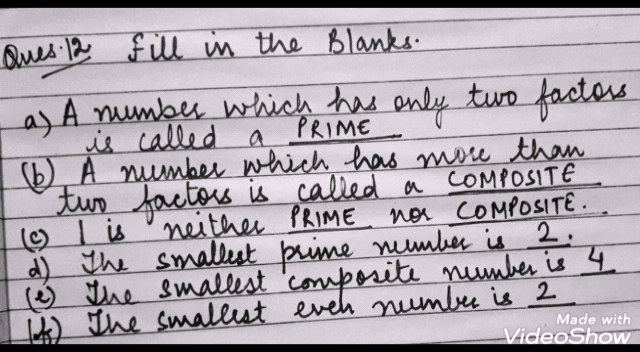 Ques.12 fill in the Blanks.
a) A number which has only two factors
is called a PRIME
(b) A number which has more than
two factors is called a COMPOSITE
(c) 1 is neither PRIME nor COMPOSITE.
d) The smallest prime number is 2.
(e) The smallest composite number is 4
(f) The smallest even number is 2
Made with
VideoShow